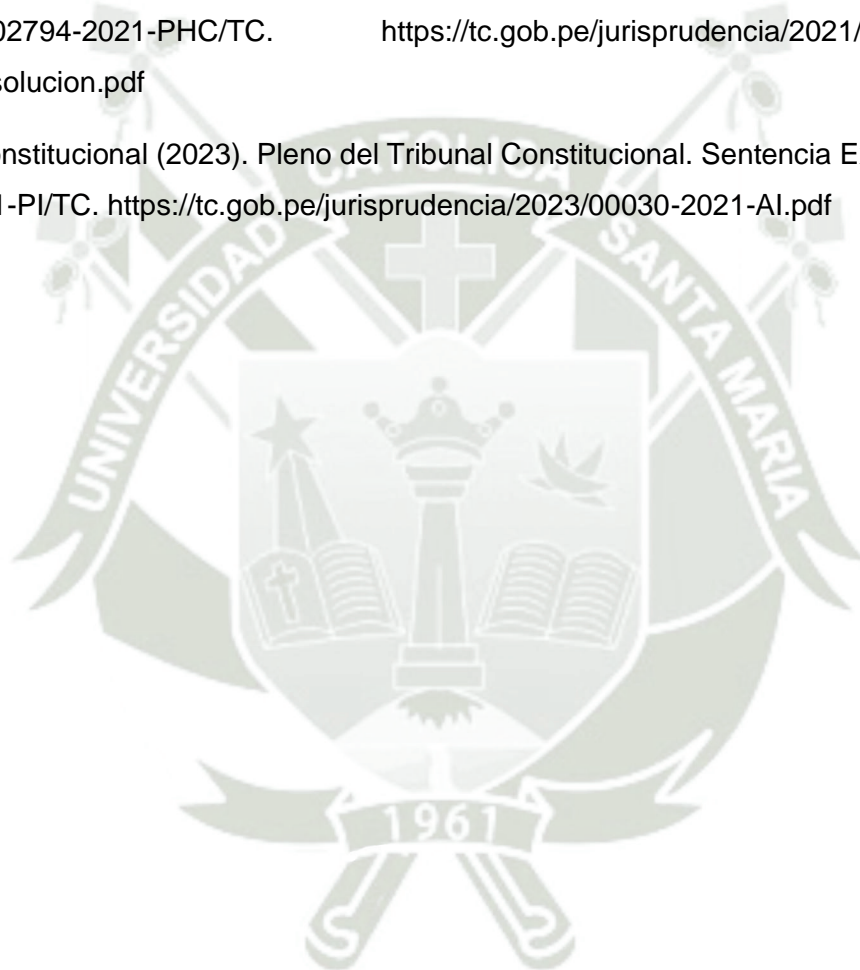 02794-2021-PHC/TC. https://tc.gob.pe/jurisprudencia/2021/
solucion.pdf
onstitucional (2023). Pleno del Tribunal Constitucional. Sentencia E
1-PI/TC. https://tc.gob.pe/jurisprudencia/2023/00030-2021-AI.pdf
UNIVERSIDAD CATOLICA SANTA MARIA
1961